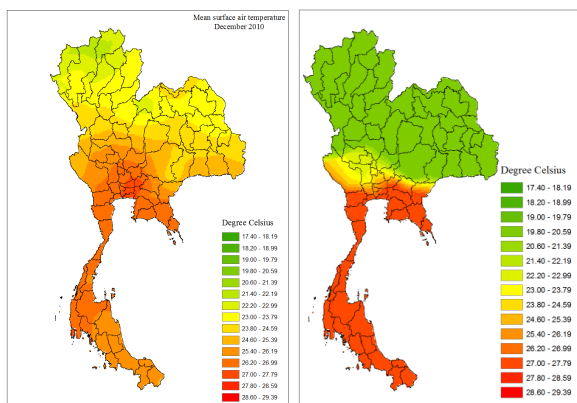 Mean surface air temperature
December 2010
Degree Celsius
17.40 - 18.19
18.20 - 18.99
19.00 - 19.79
19.80 - 20.59
20.60 - 21.39
21.40 - 22.19
22.20 - 22.99
23.00 - 23.79
23.80 - 24.59
24.60 - 25.39
25.40 - 26.19
26.20 - 26.99
27.00 - 27.79
27.80 - 28.59
28.60 - 29.39
Degree Celsius
17.40 - 18.19
18.20 - 18.99
19.00 - 19.79
19.80 - 20.59
20.60 - 21.39
21.40 - 22.19
22.20 - 22.99
23.00 - 23.79
23.80 - 24.59
24.60 - 25.39
25.40 - 26.19
26.20 - 26.99
27.00 - 27.79
27.80 - 28.59
28.60 - 29.39